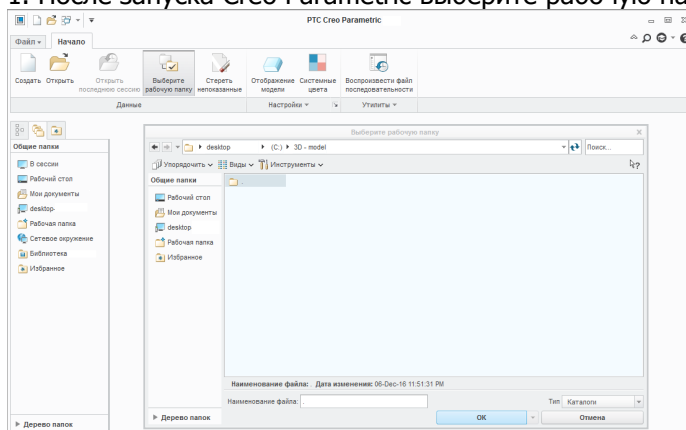 1. После запуска Creo Parametric выберите рабочую па
PTC Creo Parametric
Файл Начало
Создать Открыть Открыть последнюю сессию Выберите рабочую папку Стереть непоказанные Отображение модели Системные цвета Воспроизвести файл последовательности
Данные Настройки Утилиты
Общие папки
В сессии
Рабочий стол
Мои документы
desktop-
Рабочая папка
Сетевое окружение
Библиотека
Избранное
Дерево папок
Выберите рабочую папку
desktop (C:) 3D - model Поиск...
Упорядочить Виды Инструменты
Общие папки
Рабочий стол
Мои документы
desktop
Рабочая папка
Избранное
.
Наименование файла: . Дата изменения: 06-Dec-16 11:51:31 PM
Наименование файла: Тип Каталоги
Дерево папок
OK Отмена